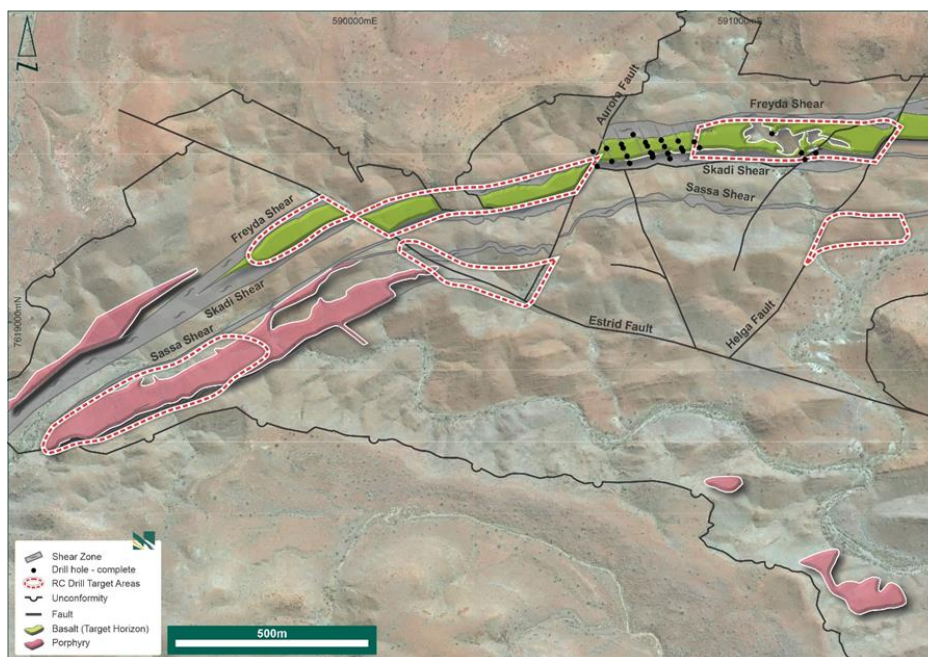 590000mE
591000mE
N
Aurora Fault
Freyda Shear
Skadi Shear
Sassa Shear
Freyda Shear
Skadi Shear
Sassa Shear
7619000mN
Estrid Fault
Helga Fault
Shear Zone
Drill hole - complete
RC Drill Target Areas
Unconformity
Fault
Basalt (Target Horizon)
Porphyry
500m